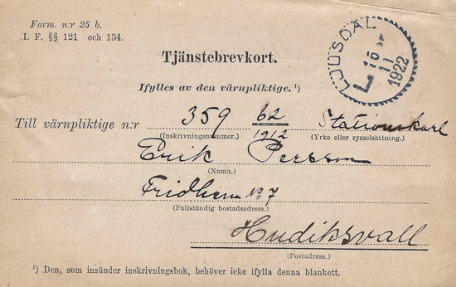 Form. n:r 25 b.
I. F. §§ 121 och 134.
LJUSDAL
16
11
1922
Tjänstebrevkort.
Ifylles av den värnpliktige.¹)
Till värnpliktige n:r 359 62/1912 Stationskarl
(Inskrivningsnummer.) (Yrke eller sysselsättning.)
Erik Persson
(Namn.)
Fridhem No 7
(Fullständig bostadsadress.)
Hudiksvall
(Postadress.)
¹) Den, som insänder inskrivningsbok, behöver icke ifylla denna blankett.